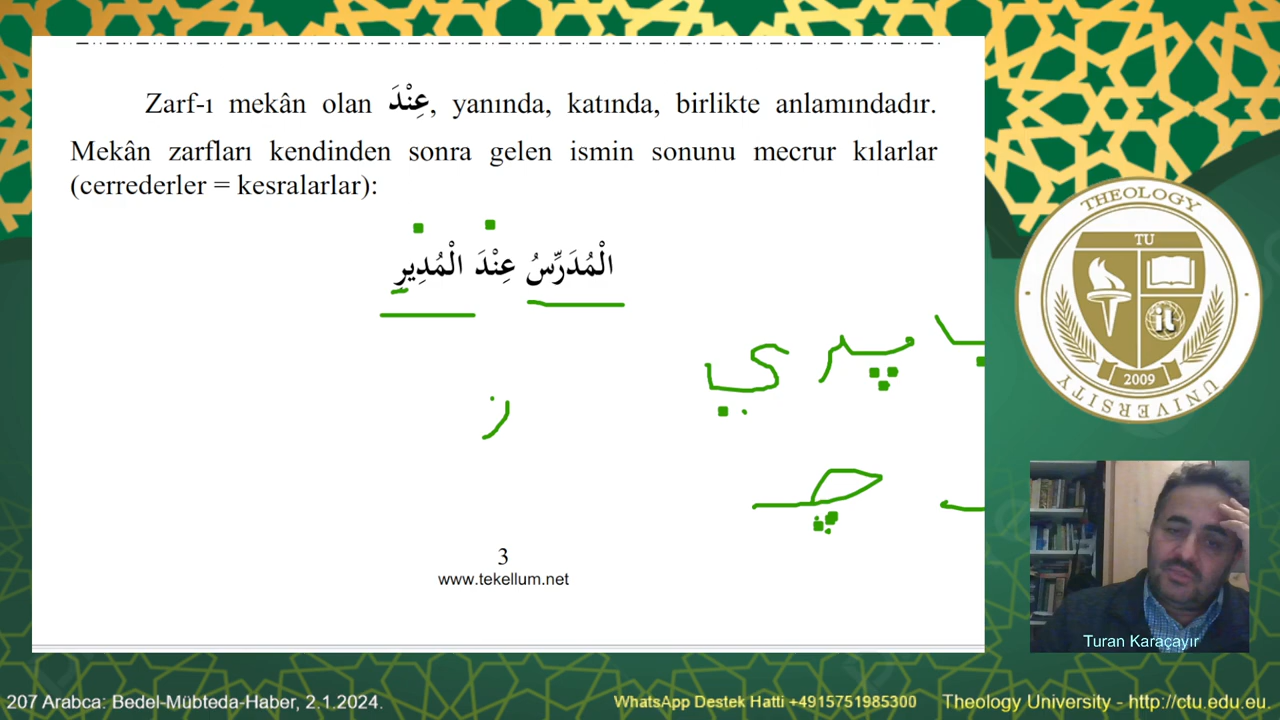 Zarf-ı mekân olan عِنْدَ, yanında, katında, birlikte anlamındadır.
Mekân zarfları kendinden sonra gelen ismin sonunu mecrur kılarlar
(cerrederler = kesralarlar):
الْمُدَرِّسُ عِنْدَ الْمُدِيرِ
3
www.tekellum.net
THEOLOGY
TU
it
2009
UNIVERSITY
Turan Karaçayır
207 Arabca: Bedel-Mübteda-Haber, 2.1.2024.
WhatsApp Destek Hatti +4915751985300
Theology University - http://ctu.edu.eu.